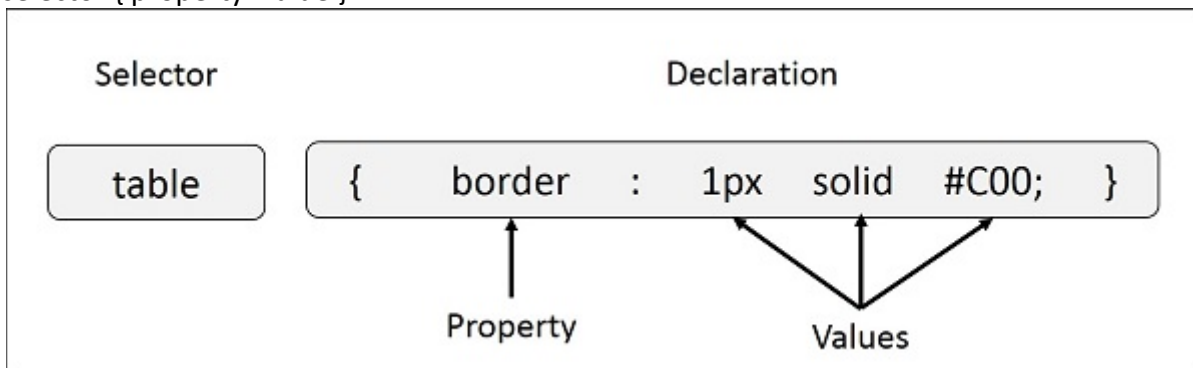 Selector Declaration
table { border : 1px solid #C00; }
Property Values